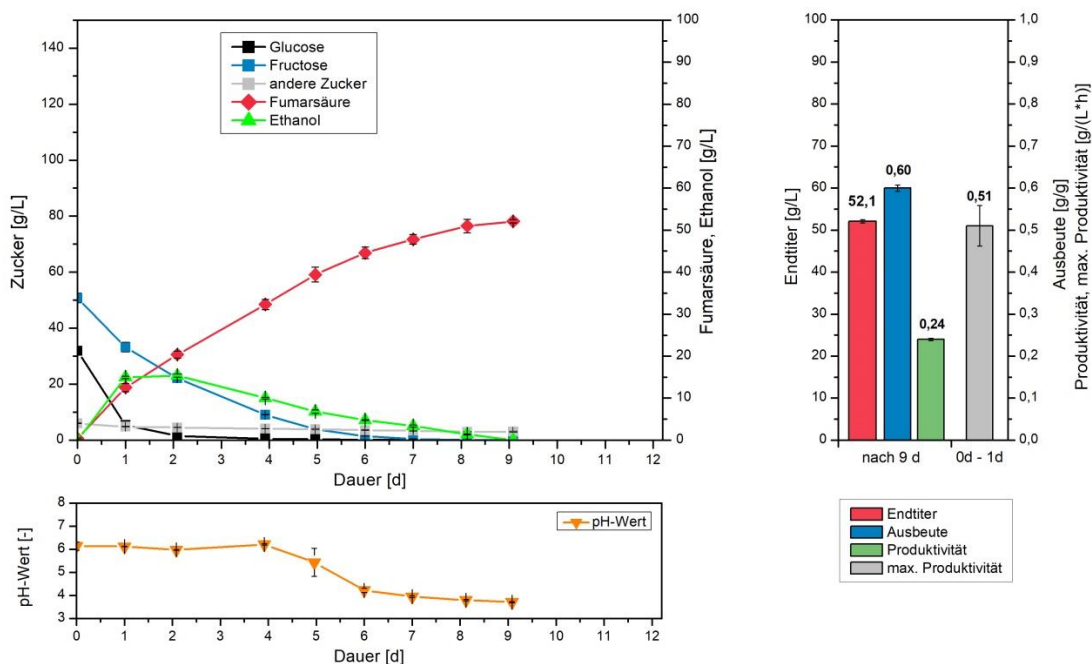 Glucose
Fructose
andere Zucker
Fumarsäure
Ethanol
Zucker [g/L]
140
120
100
80
60
40
20
0
Fumarsäure, Ethanol [g/L]
100
90
80
70
60
50
40
30
20
10
0
0 1 2 3 4 5 6 7 8 9 10 11 12
Dauer [d]
pH-Wert [-]
8
7
6
5
4
3
pH-Wert
0 1 2 3 4 5 6 7 8 9 10 11 12
Dauer [d]
Endtiter [g/L]
100
90
80
70
60
50
40
30
20
10
0
52,1
0,60
0,24
0,51
1,0
0,9
0,8
0,7
0,6
0,5
0,4
0,3
0,2
0,1
0,0
Ausbeute [g/g]
Produktivität, max. Produktivität [g/(L*h)]
nach 9 d 0d - 1d
Endtiter
Ausbeute
Produktivität
max. Produktivität